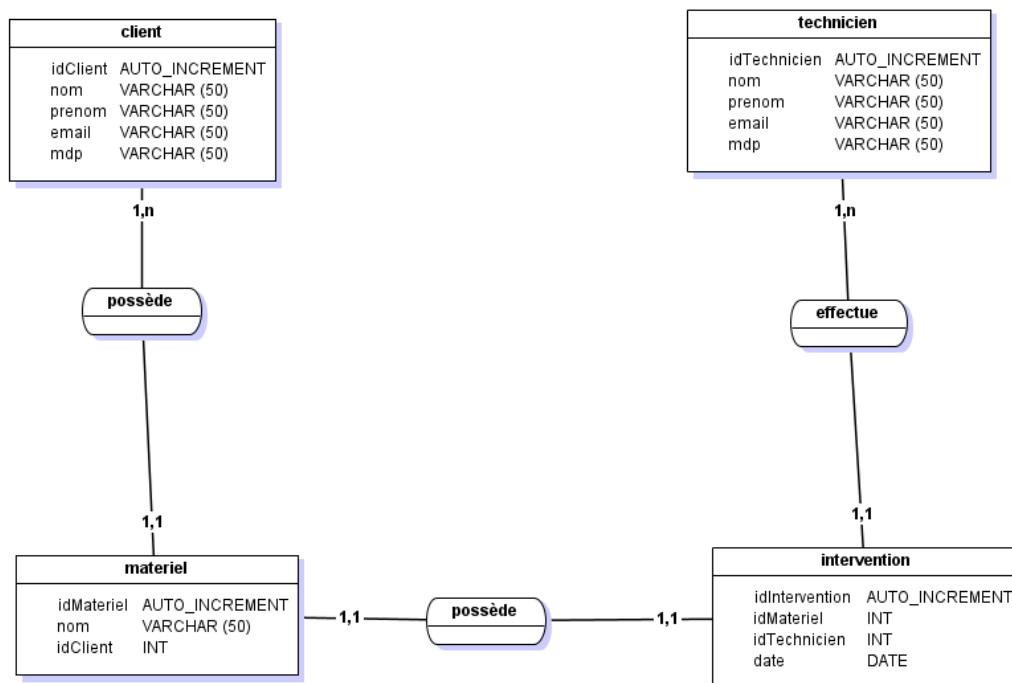 client
idClient AUTO_INCREMENT
nom VARCHAR (50)
prenom VARCHAR (50)
email VARCHAR (50)
mdp VARCHAR (50)
technicien
idTechnicien AUTO_INCREMENT
nom VARCHAR (50)
prenom VARCHAR (50)
email VARCHAR (50)
mdp VARCHAR (50)
1,n
1,n
possède
effectue
1,1
1,1
materiel
idMateriel AUTO_INCREMENT
nom VARCHAR (50)
idClient INT
1,1
possède
1,1
intervention
idIntervention AUTO_INCREMENT
idMateriel INT
idTechnicien INT
date DATE